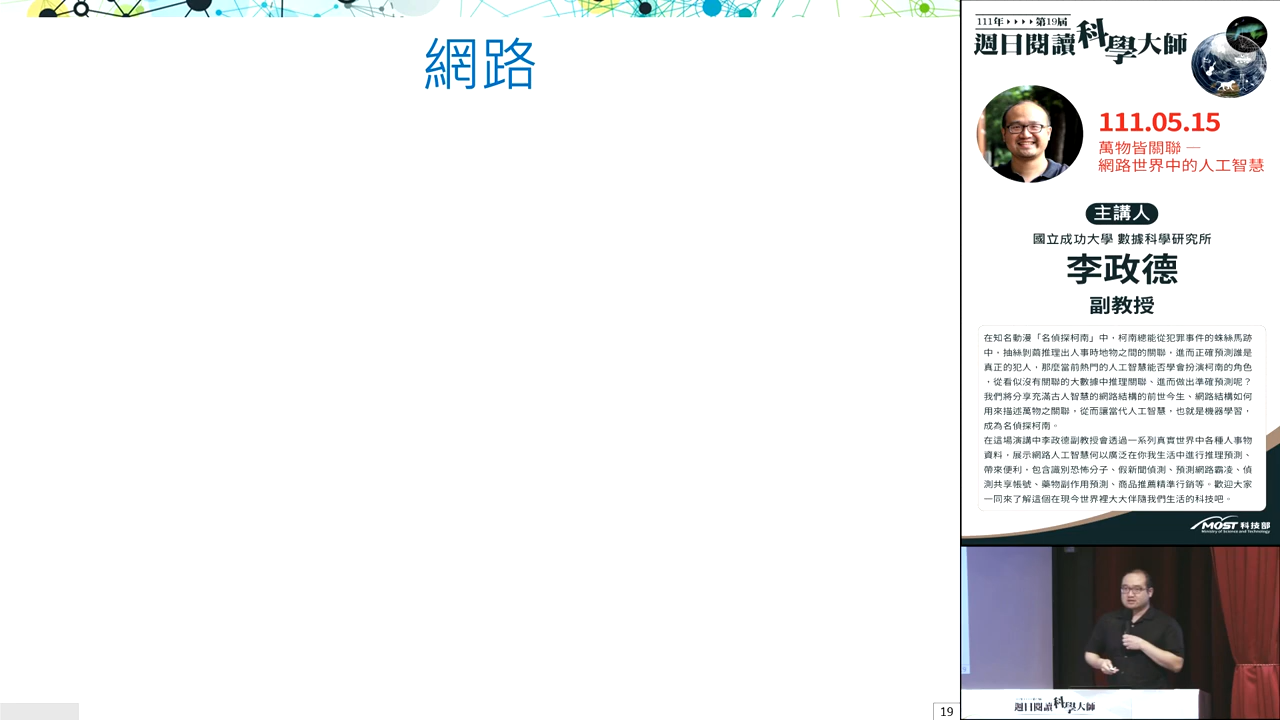 網路
19
111年 第19屆
週日閱讀科學大師
111.05.15
萬物皆關聯 —
網路世界中的人工智慧
主講人
國立成功大學 數據科學研究所
李政德
副教授
在知名動漫「名偵探柯南」中，柯南總能從犯罪事件的蛛絲馬跡
中，抽絲剝繭推理出人事時地物之間的關聯，進而正確預測誰是
真正的犯人，那麼當前熱門的人工智慧能否學會扮演柯南的角色
，從看似沒有關聯的大數據中推理關聯、進而做出準確預測呢？
我們將分享充滿古人智慧的網路結構的前世今生、網路結構如何
用來描述萬物之關聯，從而讓當代人工智慧，也就是機器學習，
成為名偵探柯南。
在這場演講中李政德副教授會透過一系列真實世界中各種人事物
資料，展示網路人工智慧何以廣泛在你我生活中進行推理預測、
帶來便利，包含識別恐怖分子、假新聞偵測、預測網路霸凌、偵
測共享帳號、藥物副作用預測、商品推薦精準行銷等。歡迎大家
一同來了解這個在現今世界裡大大伴隨我們生活的科技吧。
MOST 科技部
Ministry of Science and Technology
週日閱讀科學大師